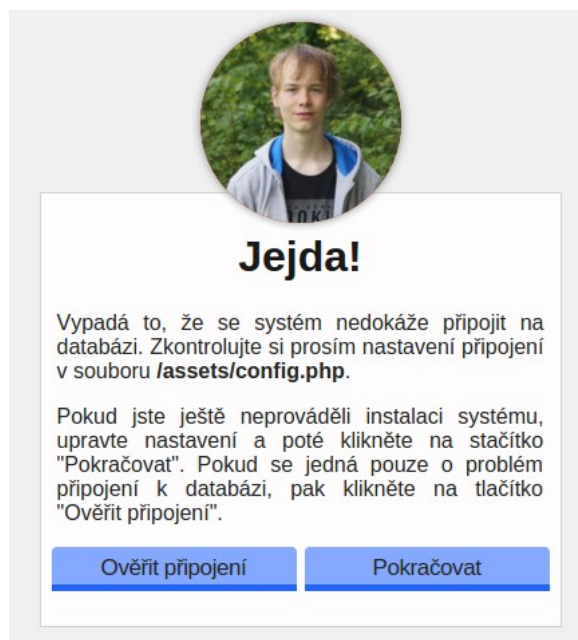 Jejda!
Vypadá to, že se systém nedokáže připojit na
databázi. Zkontrolujte si prosím nastavení připojení
v souboru /assets/config.php.
Pokud jste ještě neprováděli instalaci systému,
upravte nastavení a poté klikněte na stačítko
"Pokračovat". Pokud se jedná pouze o problém
připojení k databázi, pak klikněte na tlačítko
"Ověřit připojení".
Ověřit připojení
Pokračovat